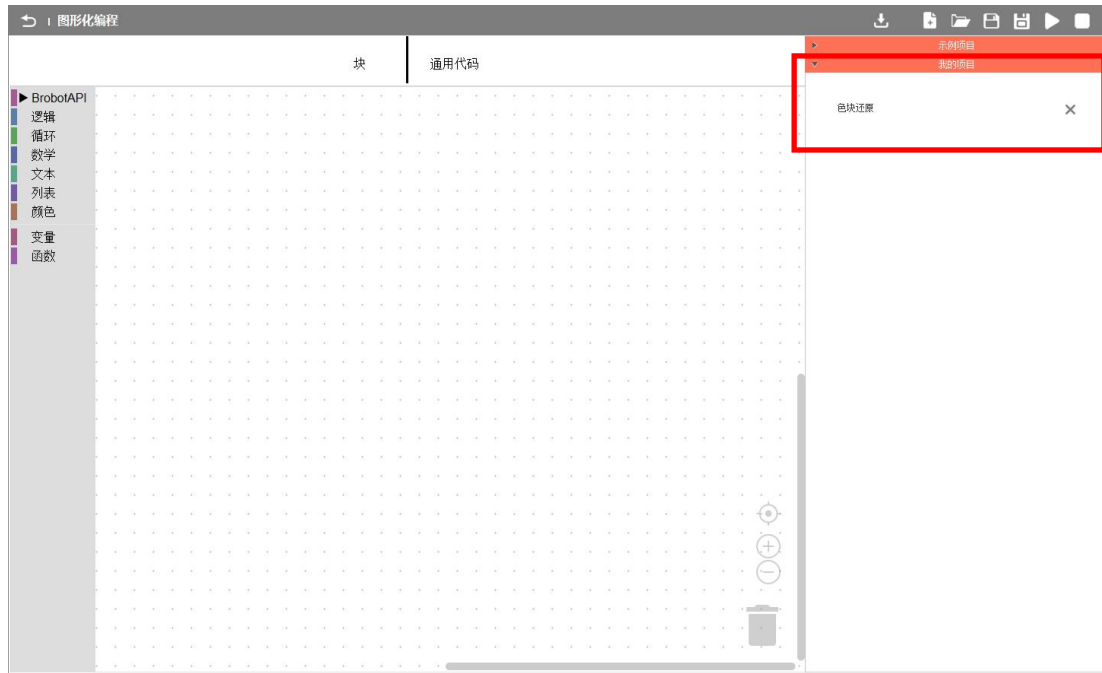 图形化编程
块
通用代码
示例项目
我的项目
色块还原
BrobotAPI
逻辑
循环
数学
文本
列表
颜色
变量
函数